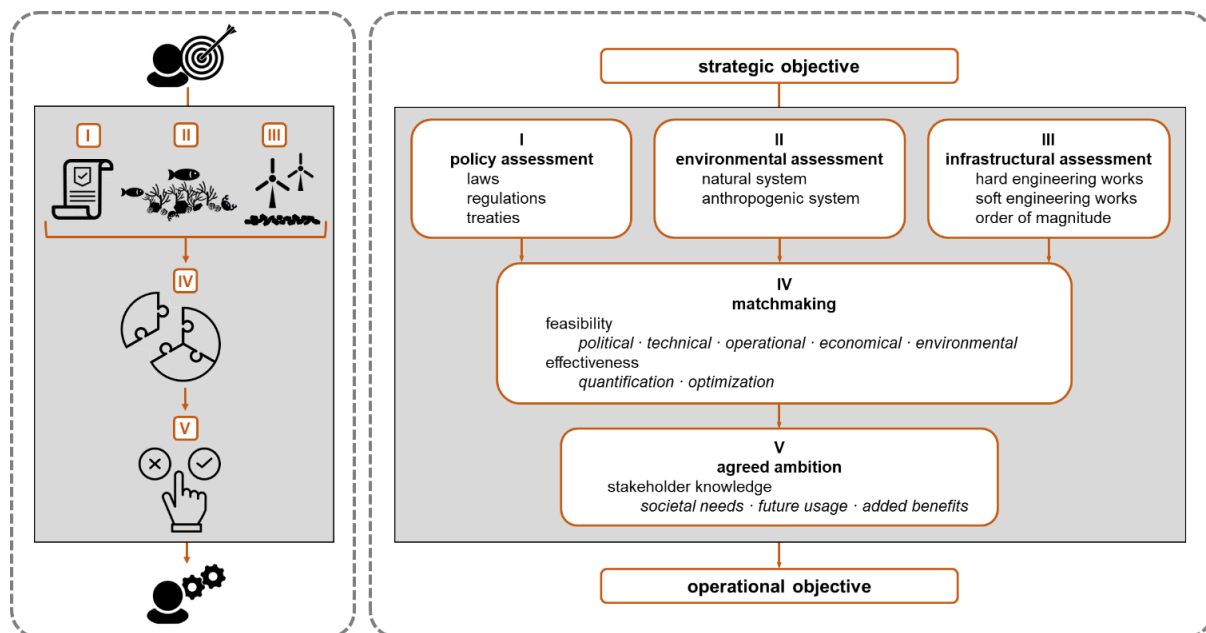 I
II
III
IV
V
strategic objective
I
policy assessment
laws
regulations
treaties
II
environmental assessment
natural system
anthropogenic system
III
infrastructural assessment
hard engineering works
soft engineering works
order of magnitude
IV
matchmaking
feasibility
political · technical · operational · economical · environmental
effectiveness
quantification · optimization
V
agreed ambition
stakeholder knowledge
societal needs · future usage · added benefits
operational objective